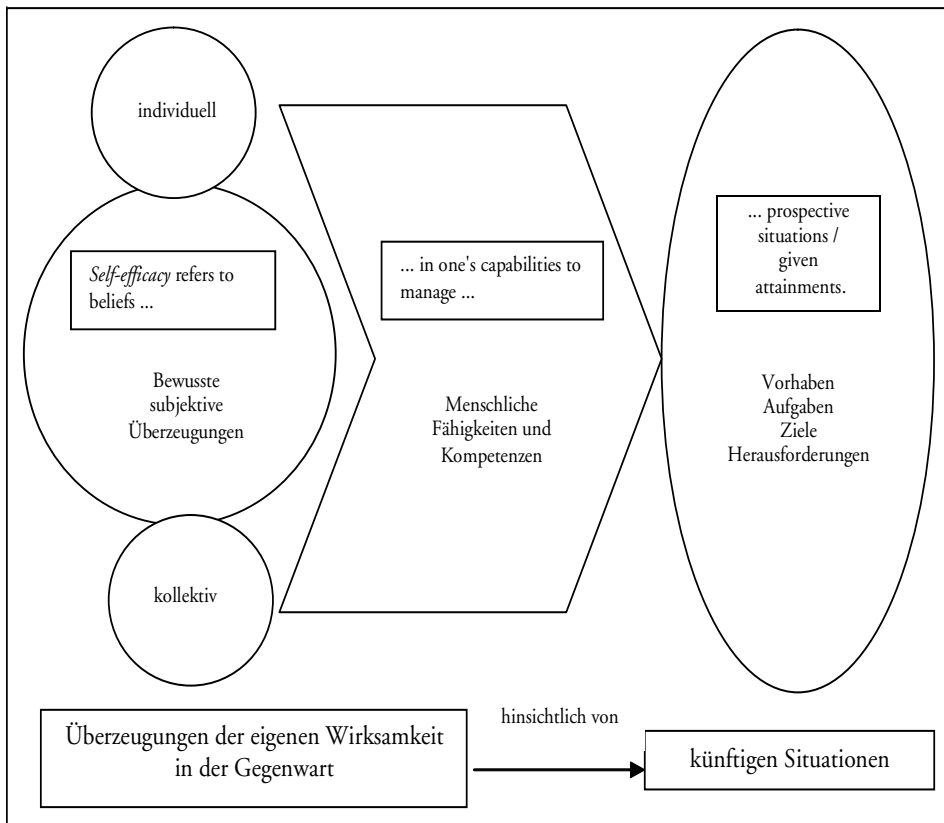 individuell
Self-efficacy refers to
beliefs ...
Bewusste
subjektive
Überzeugungen
kollektiv
... in one's capabilities to
manage ...
Menschliche
Fähigkeiten und
Kompetenzen
... prospective
situations /
given
attainments.
Vorhaben
Aufgaben
Ziele
Herausforderungen
Überzeugungen der eigenen Wirksamkeit
in der Gegenwart
hinsichtlich von
künftigen Situationen